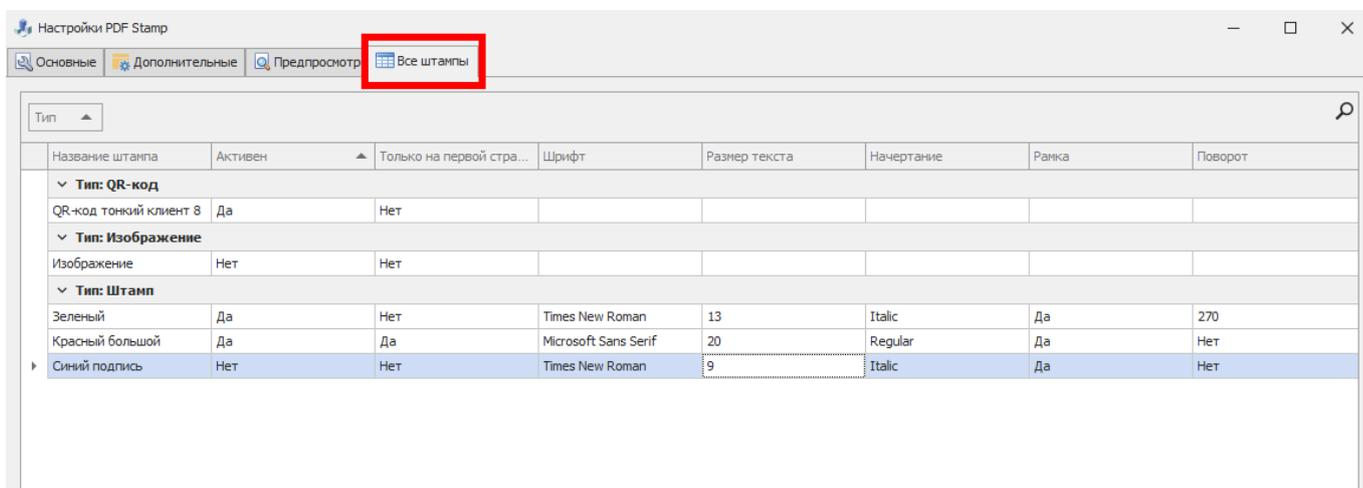 Настройки PDF Stamp
Основные Дополнительные Предпросмотр Все штампы
Тип
Название штампа Активен Только на первой стра... Шрифт Размер текста Начертание Рамка Поворот
Тип: QR-код
QR-код тонкий клиент 8 Да Нет
Тип: Изображение
Изображение Нет Нет
Тип: Штамп
Зеленый Да Нет Times New Roman 13 Italic Да 270
Красный большой Да Да Microsoft Sans Serif 20 Regular Да Нет
Синий подпись Нет Нет Times New Roman 9 Italic Да Нет